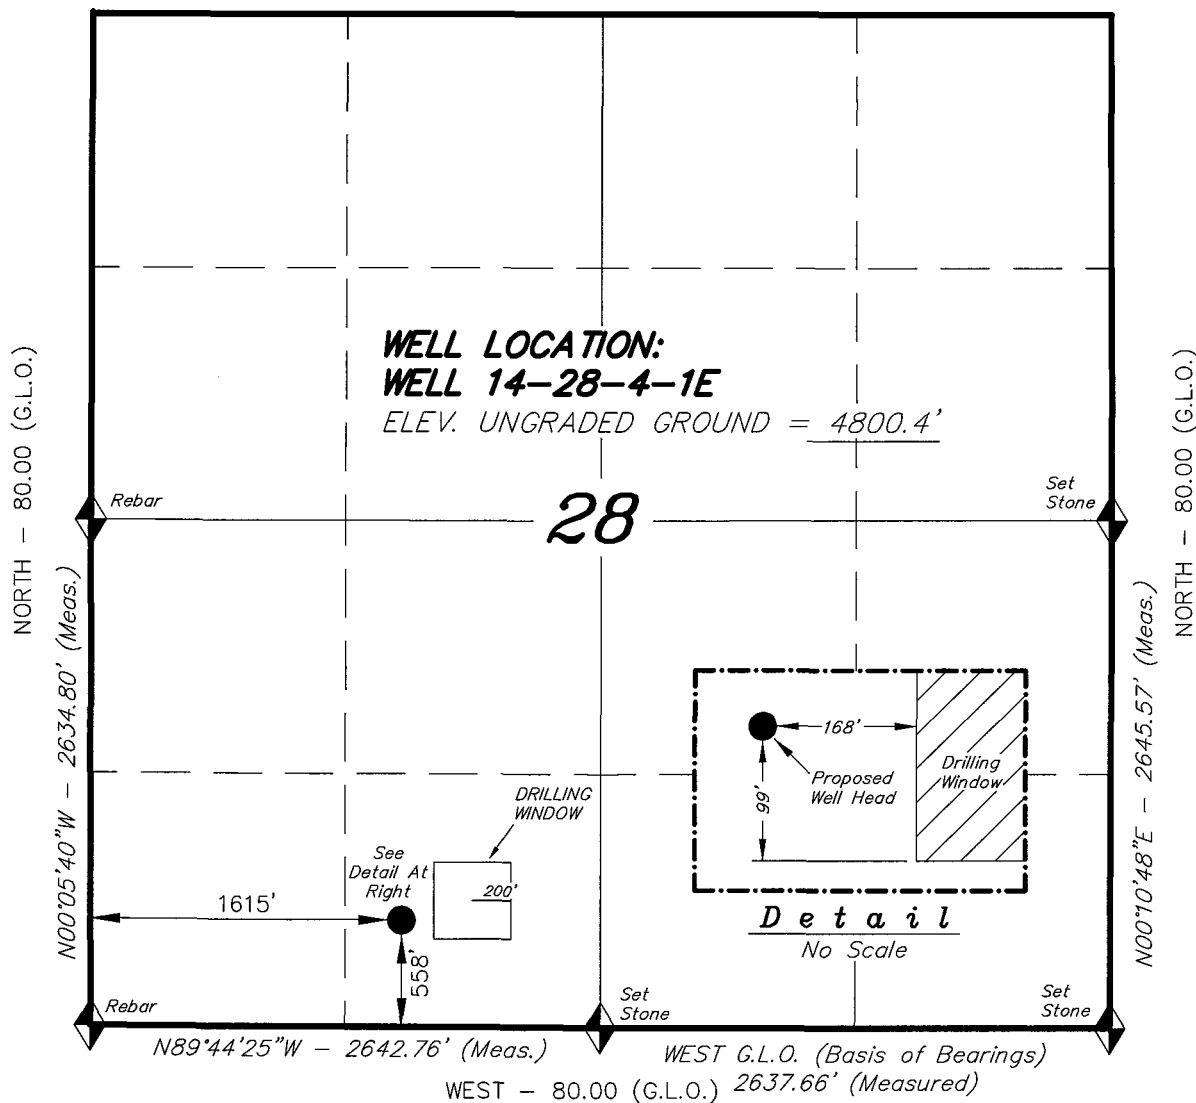 WELL LOCATION:
WELL 14-28-4-1E
ELEV. UNGRADED GROUND = 4800.4'
NORTH - 80.00 (G.L.O.)
NORTH - 80.00 (G.L.O.)
Rebar
28
Set
Stone
N00°05'40"W - 2634.80' (Meas.)
N00°10'48"E - 2645.57' (Meas.)
168'
Drilling
Window
Proposed
Well Head
99'
DRILLING
WINDOW
See
Detail At
Right
200'
1615'
558'
Detail
No Scale
Rebar
Set
Stone
Set
Stone
N89°44'25"W - 2642.76' (Meas.)
WEST G.L.O. (Basis of Bearings)
2637.66' (Measured)
WEST - 80.00 (G.L.O.)